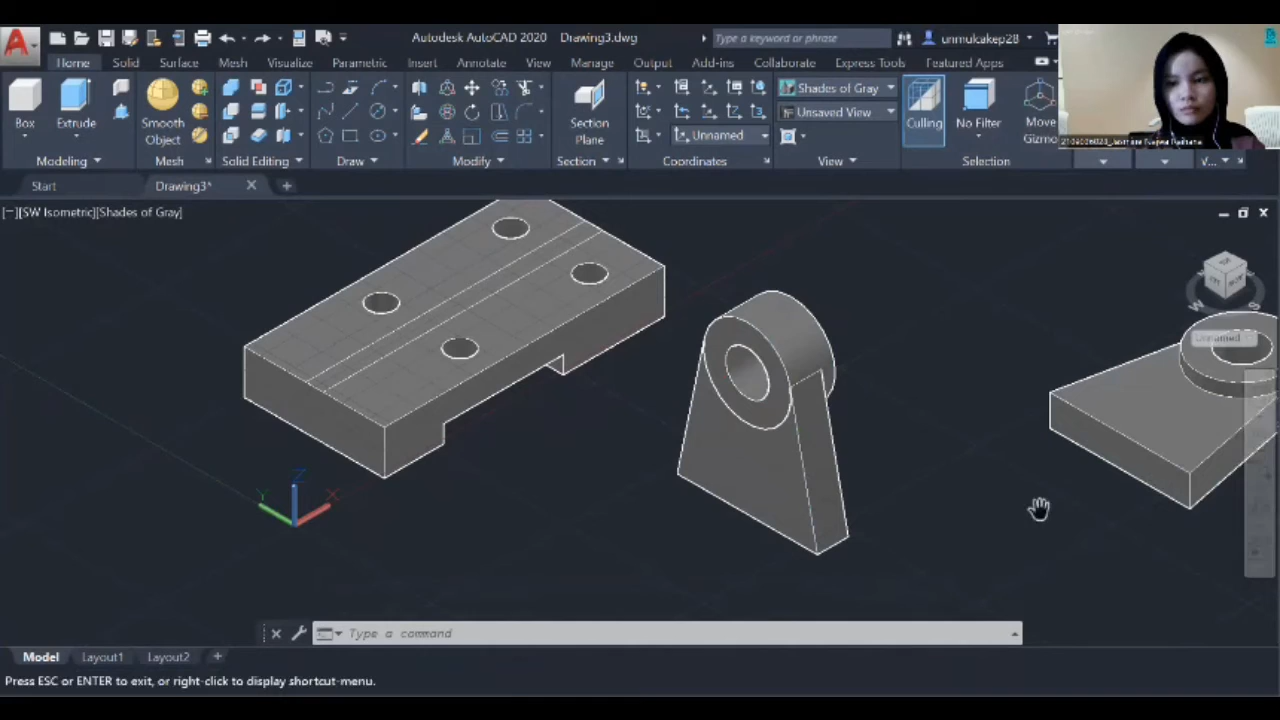 Autodesk AutoCAD 2020 Drawing3.dwg Type a keyword or phrase unmulcakep28
Home Solid Surface Mesh Visualize Parametric Insert Annotate View Manage Output Add-ins Collaborate Express Tools Featured Apps
Box Extrude Smooth Object Section Plane Shades of Gray Unsaved View Unnamed Culling No Filter Move Gizmo
Modeling Mesh Solid Editing Draw Modify Section Coordinates View Selection V...
Start Drawing3* +
[−][SW Isometric][Shades of Gray]
TOP
W S
Unnamed
Z
Y X
Type a command
Model Layout1 Layout2 +
Press ESC or ENTER to exit, or right-click to display shortcut-menu.